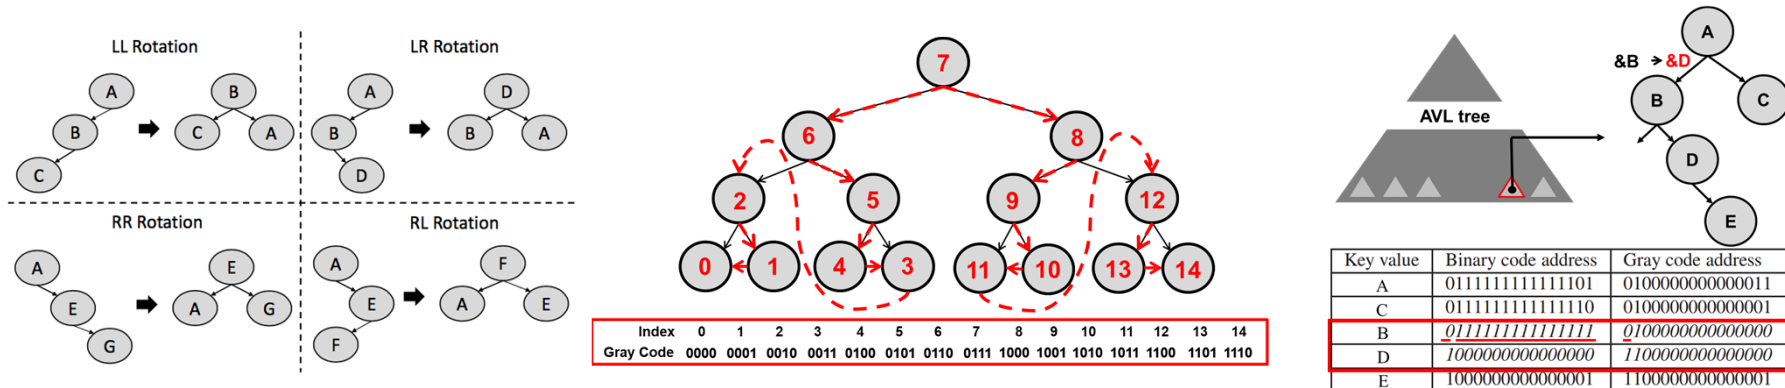 LL Rotation
A
B
C
B
C
A
LR Rotation
A
B
D
D
B
A
RR Rotation
A
E
G
E
A
G
RL Rotation
A
E
F
F
A
E
7
6
8
2
5
9
12
0
1
4
3
11
10
13
14
Index 0 1 2 3 4 5 6 7 8 9 10 11 12 13 14
Gray Code 0000 0001 0010 0011 0100 0101 0110 0111 1000 1001 1010 1011 1100 1101 1110
AVL tree
&B → &D
A
B
C
D
E
Key value Binary code address Gray code address
A 0111111111111101 0100000000000011
C 0111111111111110 0100000000000001
B 0111111111111111 0100000000000000
D 1000000000000000 1100000000000000
E 1000000000000001 1100000000000001